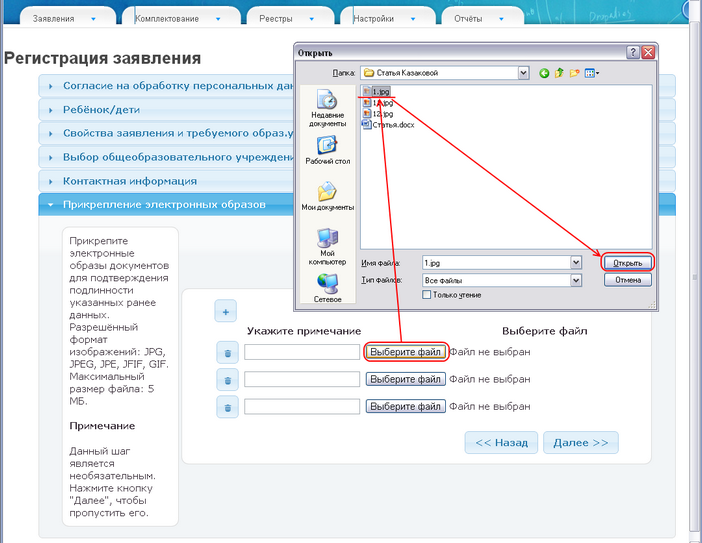 Заявления
Комплектование
Реестры
Настройки
Отчёты
Регистрация заявления
Согласие на обработку персональных дан
Ребёнок/дети
Свойства заявления и требуемого образ.у
Выбор общеобразовательного учреждени
Контактная информация
Прикрепление электронных образов
Прикрепите
электронные
образы документов
для подтверждения
подлинности
указанных ранее
данных.
Разрешённый
формат
изображений: JPG,
JPEG, JPE, JFIF, GIF.
Максимальный
размер файла: 5
МБ.
Примечание
Данный шаг
является
необязательным.
Нажмите кнопку
"Далее", чтобы
пропустить его.
Открыть
Папка:
Статья Казаковой
Недавние
документы
Рабочий стол
Мои документы
Мой
компьютер
Сетевое
1.jpg
12.jpg
Статья.docx
Имя файла:
1.jpg
Открыть
Тип файлов:
Все файлы
Отмена
Только чтение
+
Укажите примечание
Выберите файл
Выберите файл Файл не выбран
Выберите файл Файл не выбран
Выберите файл Файл не выбран
<< Назад
Далее >>